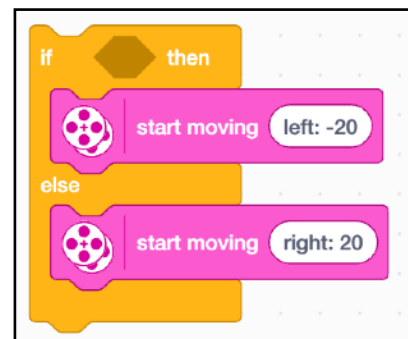 if then
start moving left: -20
else
start moving right: 20